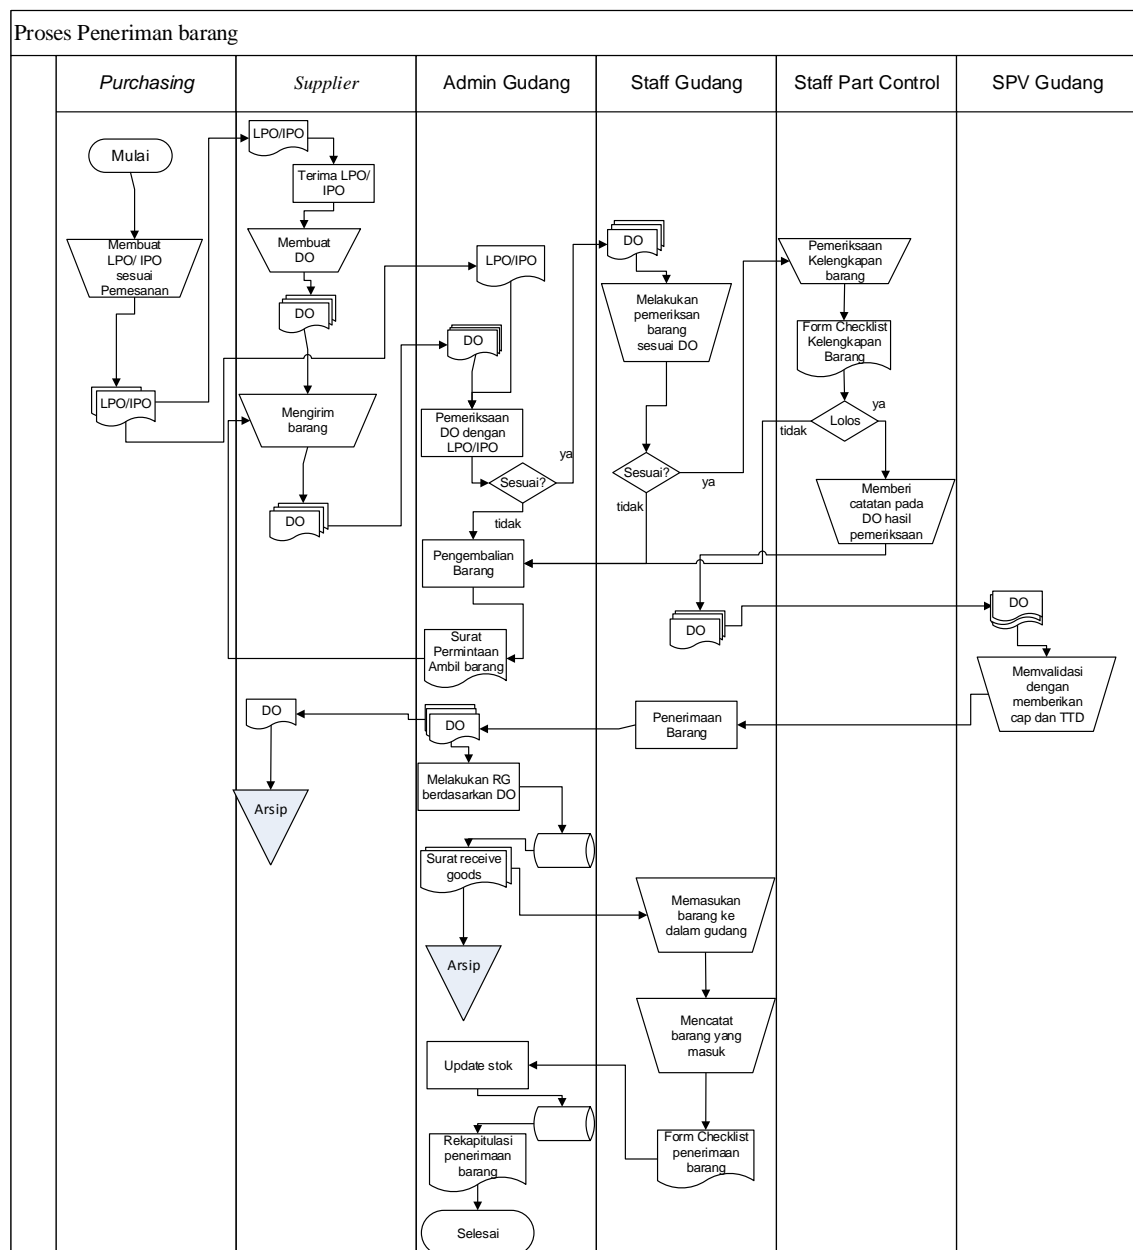 Proses Peneriman barang
Purchasing
Supplier
Admin Gudang
Staff Gudang
Staff Part Control
SPV Gudang
Mulai
Membuat
LPO/ IPO
sesuai
Pemesanan
LPO/IPO
LPO/IPO
Terima LPO/
IPO
Membuat
DO
DO
Mengirim
barang
DO
LPO/IPO
DO
Pemeriksaan
DO dengan
LPO/IPO
Sesuai?
ya
tidak
Pengembalian
Barang
Surat
Permintaan
Ambil barang
DO
Melakukan
pemeriksan
barang
sesuai DO
Sesuai?
ya
tidak
Pemeriksaan
Kelengkapan
barang
Form Checklist
Kelengkapan
Barang
Lolos
ya
tidak
Memberi
catatan pada
DO hasil
pemeriksaan
DO
DO
Memvalidasi
dengan
memberikan
cap dan TTD
Penerimaan
Barang
DO
DO
Arsip
Melakukan RG
berdasarkan DO
Surat receive
goods
Arsip
Memasukan
barang ke
dalam gudang
Mencatat
barang yang
masuk
Form Checklist
penerimaan
barang
Update stok
Rekapitulasi
penerimaan
barang
Selesai